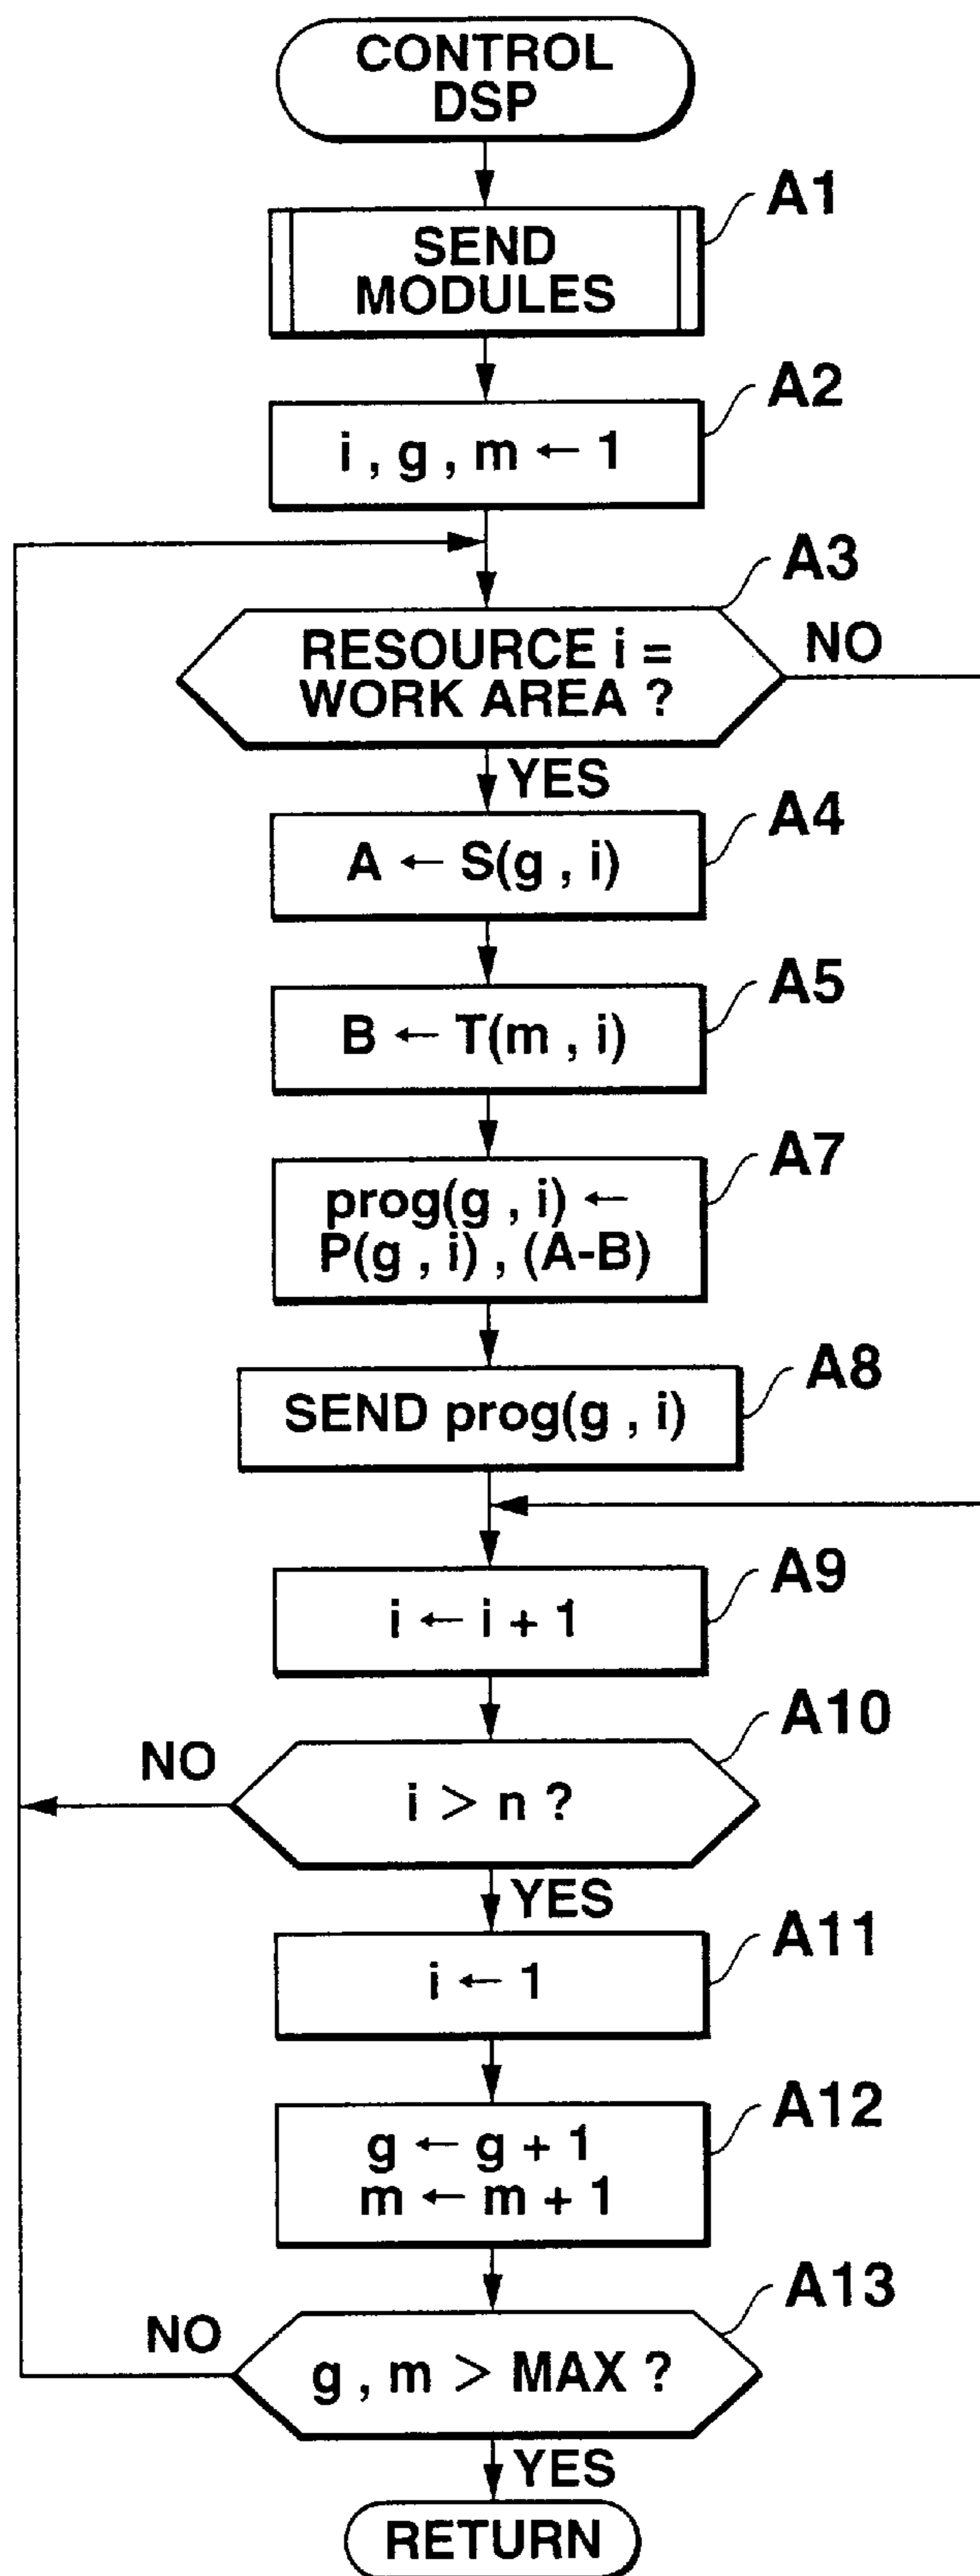 CONTROL
DSP
A1
SEND
MODULES
A2
i , g , m ← 1
A3
RESOURCE i =
WORK AREA ?
NO
YES
A4
A ← S(g , i)
A5
B ← T(m , i)
A7
prog(g , i) ←
P(g , i) , (A-B)
A8
SEND prog(g , i)
A9
i ← i + 1
A10
NO
i > n ?
YES
A11
i ← 1
A12
g ← g + 1
m ← m + 1
A13
NO
g , m > MAX ?
YES
RETURN